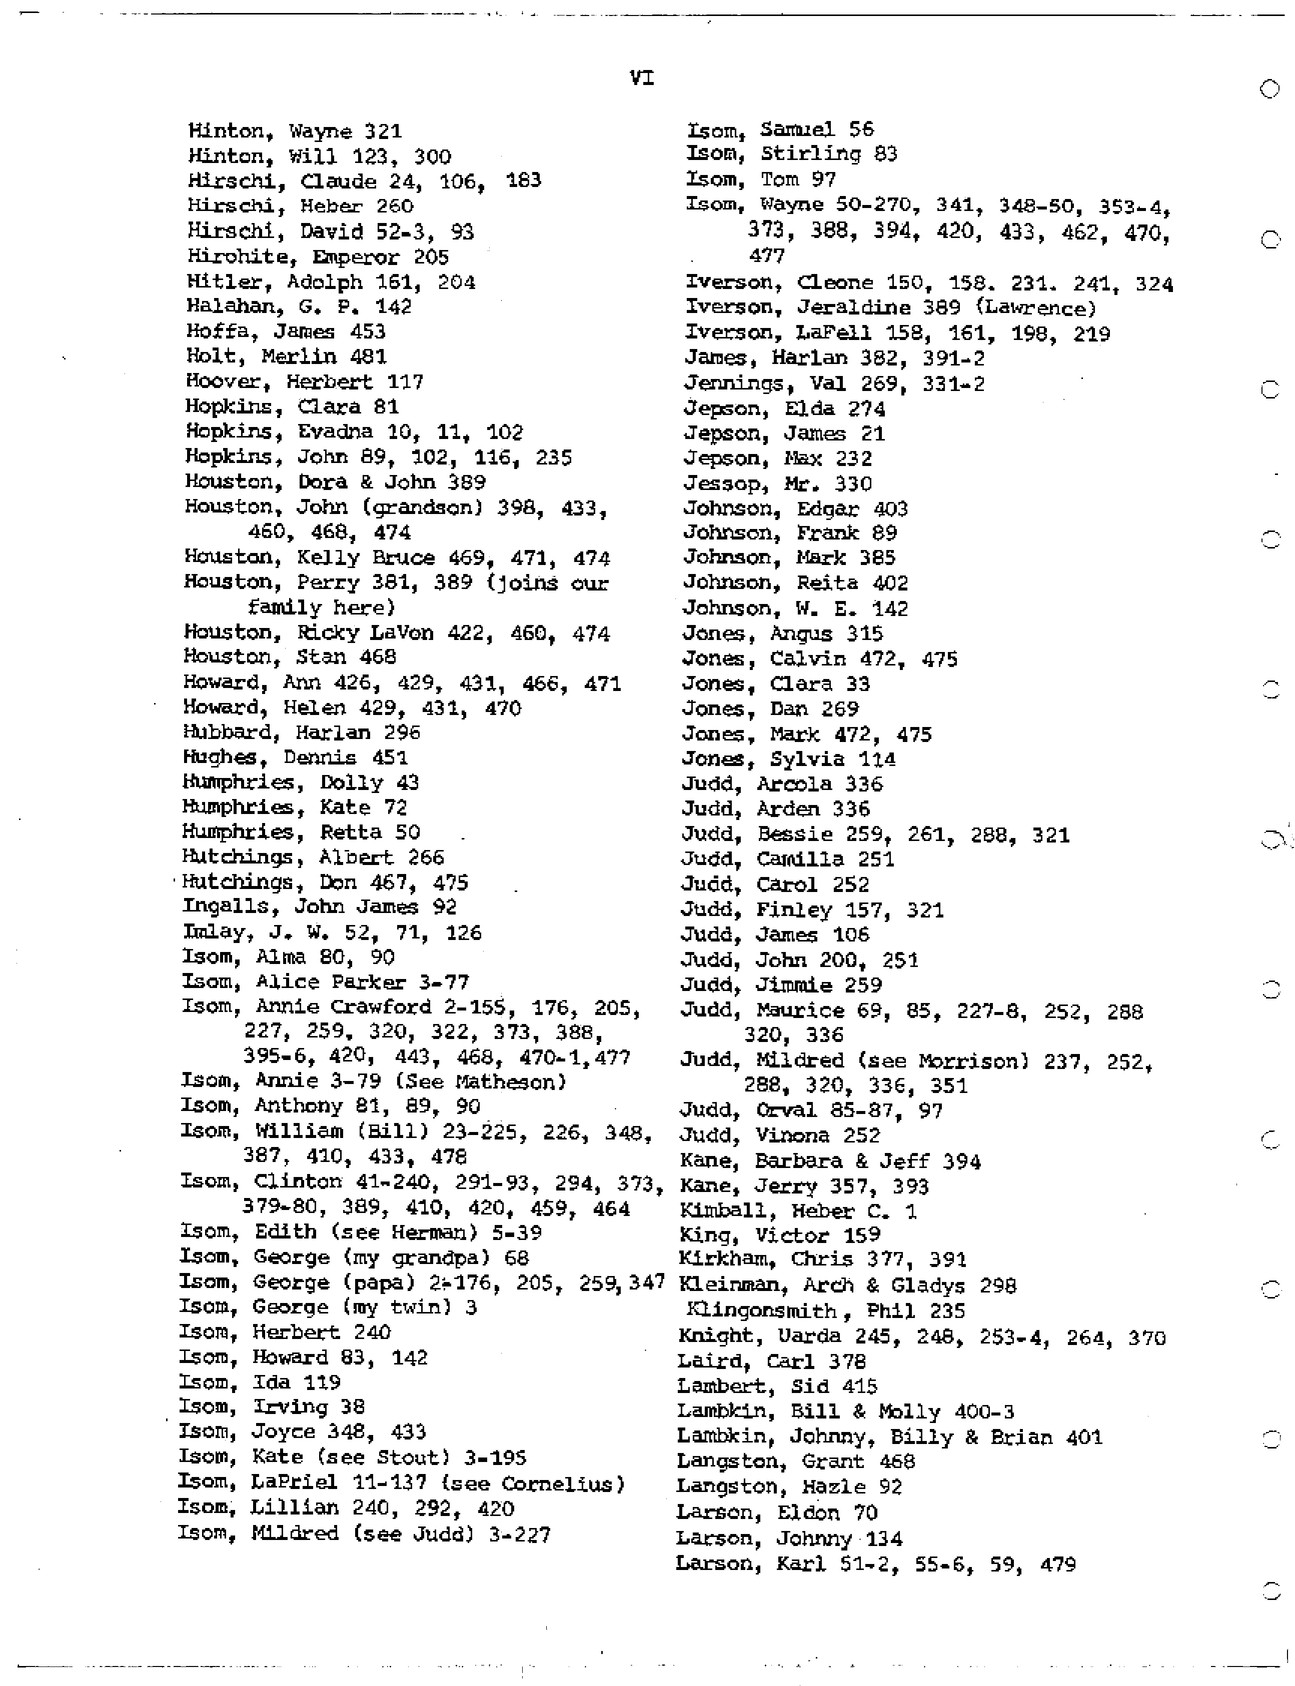 VI
Hinton, Wayne 321
Hinton, Will 123, 300
Hirschi, Claude 24, 106, 183
Hirschi, Heber 260
Hirschi, David 52-3, 93
Hirohite, Emperor 205
Hitler, Adolph 161, 204
Halahan, G. P. 142
Hoffa, James 453
Holt, Merlin 481
Hoover, Herbert 117
Hopkins, Clara 81
Hopkins, Evadna 10, 11, 102
Hopkins, John 89, 102, 116, 235
Houston, Dora & John 389
Houston, John (grandson) 398, 433,
460, 468, 474
Houston, Kelly Bruce 469, 471, 474
Houston, Perry 381, 389 (joins our
family here)
Houston, Ricky LaVon 422, 460, 474
Houston, Stan 468
Howard, Ann 426, 429, 431, 466, 471
Howard, Helen 429, 431, 470
Hubbard, Harlan 296
Hughes, Dennis 451
Humphries, Dolly 43
Humphries, Kate 72
Humphries, Retta 50
Hutchings, Albert 266
Hutchings, Don 467, 475
Ingalls, John James 92
Imlay, J. W. 52, 71, 126
Isom, Alma 80, 90
Isom, Alice Parker 3-77
Isom, Annie Crawford 2-155, 176, 205,
227, 259, 320, 322, 373, 388,
395-6, 420, 443, 468, 470-1,477
Isom, Annie 3-79 (See Matheson)
Isom, Anthony 81, 89, 90
Isom, William (Bill) 23-225, 226, 348,
387, 410, 433, 478
Isom, Clinton 41-240, 291-93, 294, 373,
379-80, 389, 410, 420, 459, 464
Isom, Edith (see Herman) 5-39
Isom, George (my grandpa) 68
Isom, George (papa) 2-176, 205, 259,347
Isom, George (my twin) 3
Isom, Herbert 240
Isom, Howard 83, 142
Isom, Ida 119
Isom, Irving 38
Isom, Joyce 348, 433
Isom, Kate (see Stout) 3-195
Isom, LaPriel 11-137 (see Cornelius)
Isom, Lillian 240, 292, 420
Isom, Mildred (see Judd) 3-227
Isom, Samuel 56
Isom, Stirling 83
Isom, Tom 97
Isom, Wayne 50-270, 341, 348-50, 353-4,
373, 388, 394, 420, 433, 462, 470,
477
Iverson, Cleone 150, 158. 231. 241, 324
Iverson, Jeraldine 389 (Lawrence)
Iverson, LaFell 158, 161, 198, 219
James, Harlan 382, 391-2
Jennings, Val 269, 331-2
Jepson, Elda 274
Jepson, James 21
Jepson, Max 232
Jessop, Mr. 330
Johnson, Edgar 403
Johnson, Frank 89
Johnson, Mark 385
Johnson, Reita 402
Johnson, W. E. 142
Jones, Angus 315
Jones, Calvin 472, 475
Jones, Clara 33
Jones, Dan 269
Jones, Mark 472, 475
Jones, Sylvia 114
Judd, Arcola 336
Judd, Arden 336
Judd, Bessie 259, 261, 288, 321
Judd, Camilla 251
Judd, Carol 252
Judd, Finley 157, 321
Judd, James 106
Judd, John 200, 251
Judd, Jimmie 259
Judd, Maurice 69, 85, 227-8, 252, 288
320, 336
Judd, Mildred (see Morrison) 237, 252,
288, 320, 336, 351
Judd, Orval 85-87, 97
Judd, Vinona 252
Kane, Barbara & Jeff 394
Kane, Jerry 357, 393
Kimball, Heber C. 1
King, Victor 159
Kirkham, Chris 377, 391
Kleinman, Arch & Gladys 298
Klingonsmith, Phil 235
Knight, Uarda 245, 248, 253-4, 264, 370
Laird, Carl 378
Lambert, Sid 415
Lambkin, Bill & Molly 400-3
Lambkin, Johnny, Billy & Brian 401
Langston, Grant 468
Langston, Hazle 92
Larson, Eldon 70
Larson, Johnny 134
Larson, Karl 51-2, 55-6, 59, 479